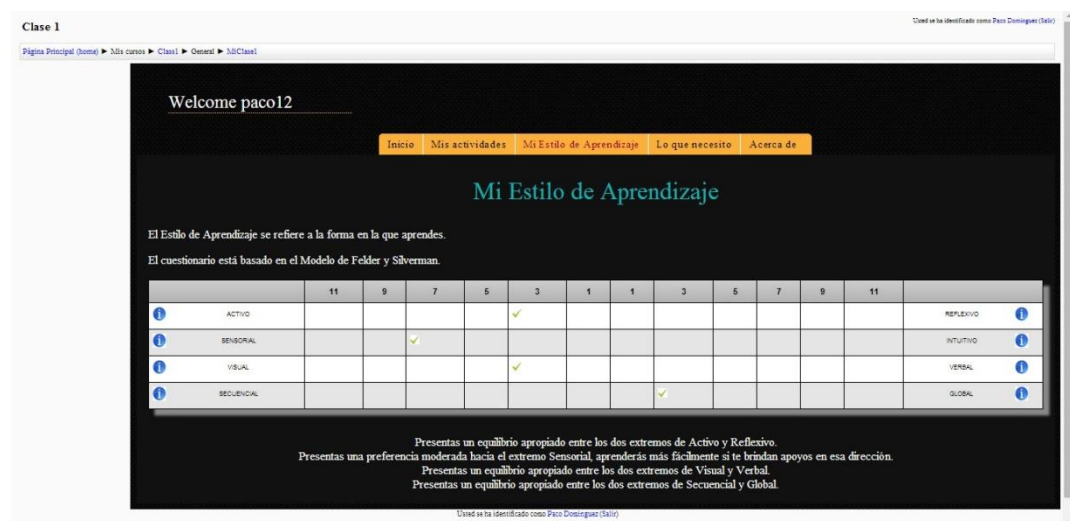 Clase 1
Usted se ha identificado como Paco Dominguez (Salir)
Página Principal (home) ► Mis cursos ► Class1 ► General ► MiClase1
Welcome paco12
Inicio Mis actividades Mi Estilo de Aprendizaje Lo que necesito Acerca de
Mi Estilo de Aprendizaje
El Estilo de Aprendizaje se refiere a la forma en la que aprendes.
El cuestionario está basado en el Modelo de Felder y Silverman.
11 9 7 5 3 1 1 3 5 7 9 11
ACTIVO REFLEXIVO
SENSORIAL INTUITIVO
VISUAL VERBAL
SECUENCIAL GLOBAL
Presentas un equilibrio apropiado entre los dos extremos de Activo y Reflexivo.
Presentas una preferencia moderada hacia el extremo Sensorial, aprenderás más fácilmente si te brindan apoyos en esa dirección.
Presentas un equilibrio apropiado entre los dos extremos de Visual y Verbal.
Presentas un equilibrio apropiado entre los dos extremos de Secuencial y Global.
Usted se ha identificado como Paco Dominguez (Salir)